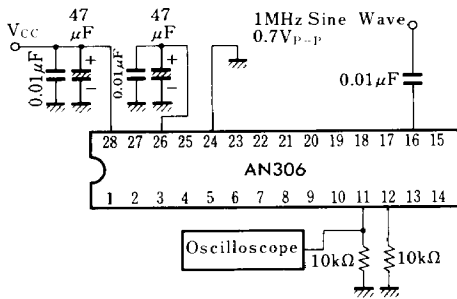 47
μF
47
μF
1MHz Sine Wave
0.7V_P-P
V_CC
0.01μF
+
−
0.01μF
+
−
0.01μF
28 27 26 25 24 23 22 21 20 19 18 17 16 15
AN306
1 2 3 4 5 6 7 8 9 10 11 12 13 14
Oscilloscope
10kΩ
10kΩ